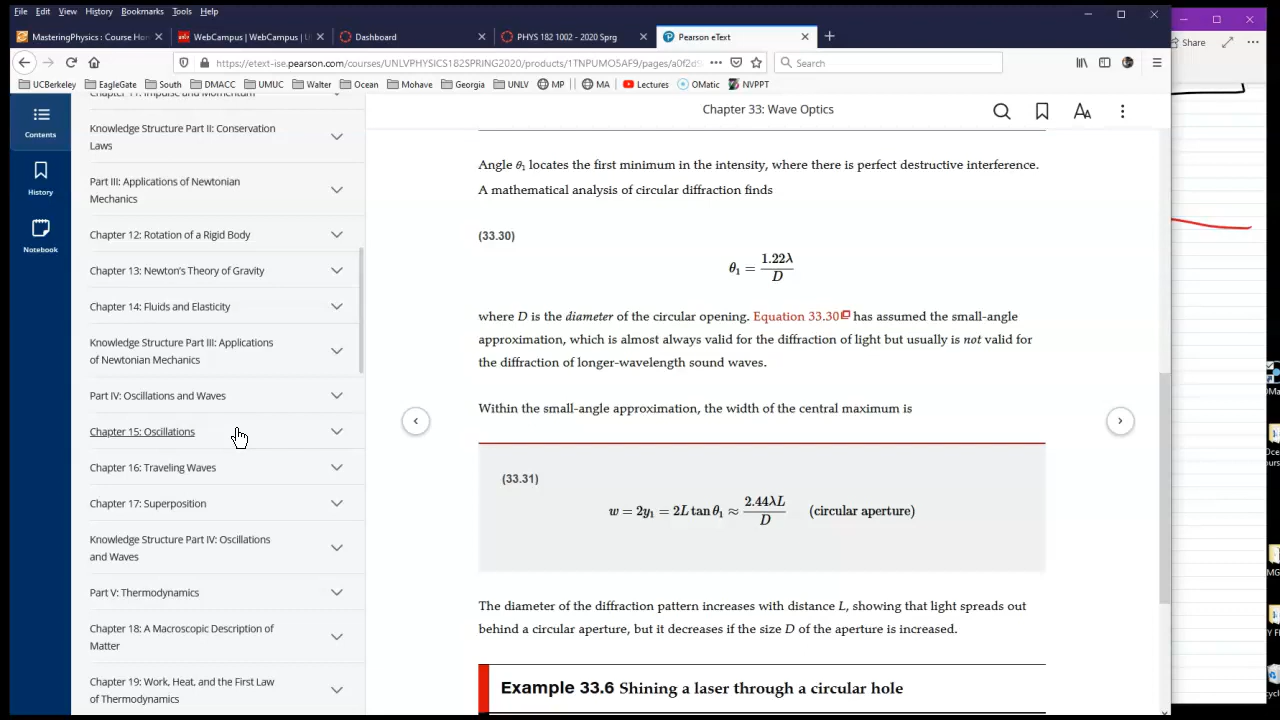 File Edit View History Bookmarks Tools Help
MasteringPhysics : Course Hon
WebCampus | WebCampus | U
Dashboard
PHYS 182 1002 - 2020 Sprg
Pearson eText
https://etext-ise.pearson.com/courses/UNLVPHYSICS182SPRING2020/products/1TNPUMO5AF9/pages/a0f2d
Search
Share
UCBerkeley EagleGate South DMACC UMUC Walter Ocean Mohave Georgia UNLV MP MA Lectures OMatic NVPPT
Contents
History
Notebook
Chapter 11: Impulse and Momentum
Knowledge Structure Part II: Conservation
Laws
Part III: Applications of Newtonian
Mechanics
Chapter 12: Rotation of a Rigid Body
Chapter 13: Newton's Theory of Gravity
Chapter 14: Fluids and Elasticity
Knowledge Structure Part III: Applications
of Newtonian Mechanics
Part IV: Oscillations and Waves
Chapter 15: Oscillations
Chapter 16: Traveling Waves
Chapter 17: Superposition
Knowledge Structure Part IV: Oscillations
and Waves
Part V: Thermodynamics
Chapter 18: A Macroscopic Description of
Matter
Chapter 19: Work, Heat, and the First Law
of Thermodynamics
Chapter 33: Wave Optics
Angle θ1 locates the first minimum in the intensity, where there is perfect destructive interference.
A mathematical analysis of circular diffraction finds
(33.30)
θ1 = 1.22λ / D
where D is the diameter of the circular opening. Equation 33.30 has assumed the small-angle
approximation, which is almost always valid for the diffraction of light but usually is not valid for
the diffraction of longer-wavelength sound waves.
Within the small-angle approximation, the width of the central maximum is
(33.31)
w = 2y1 = 2L tan θ1 ≈ 2.44λL / D (circular aperture)
The diameter of the diffraction pattern increases with distance L, showing that light spreads out
behind a circular aperture, but it decreases if the size D of the aperture is increased.
Example 33.6 Shining a laser through a circular hole